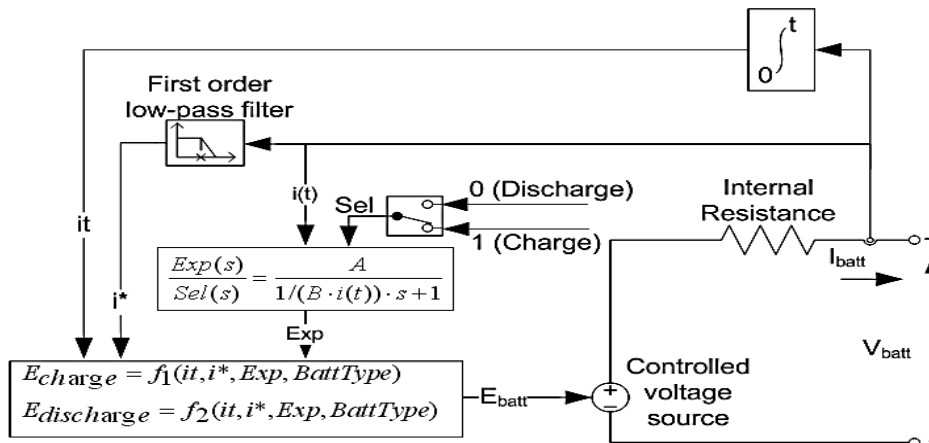 t
∫
0
First order
low-pass filter
i(t)
Sel
0 (Discharge)
1 (Charge)
Internal
Resistance
it
I_batt
Exp(s)/Sel(s) = A/(1/(B·i(t))·s+1)
i*
Exp
V_batt
E_charge = f_1(it,i*,Exp,BattType)
E_discharge = f_2(it,i*,Exp,BattType)
E_batt
+
−
Controlled
voltage
source